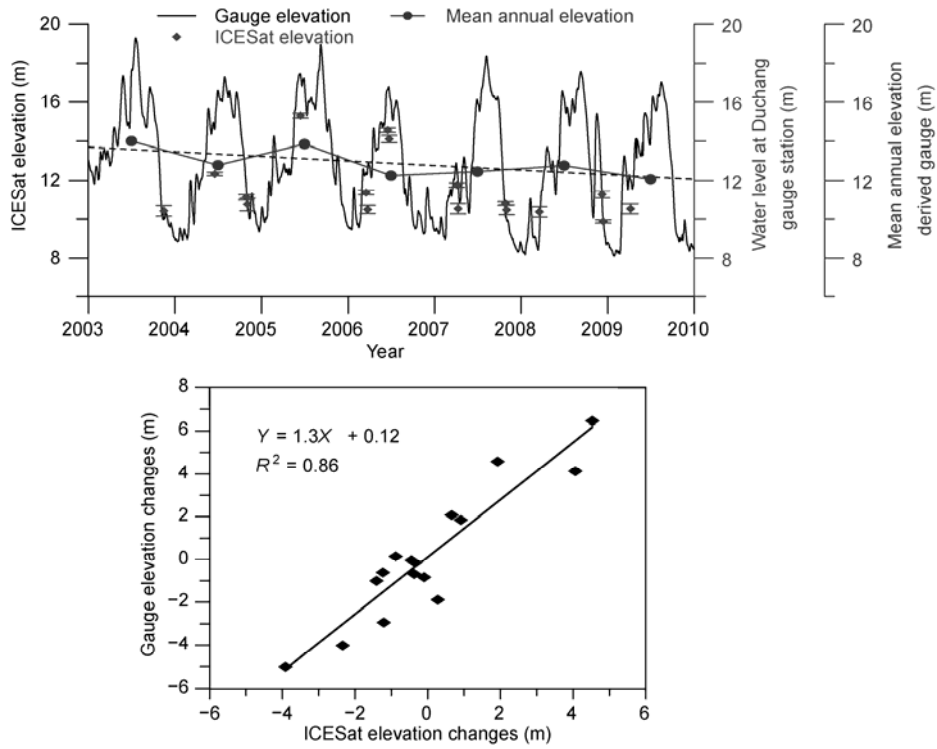 Gauge elevation
Mean annual elevation
ICESat elevation
ICESat elevation (m)
20
16
12
8
20
16
12
8
Water level at Duchang
gauge station (m)
20
16
12
8
Mean annual elevation
derived gauge (m)
2003 2004 2005 2006 2007 2008 2009 2010
Year
Gauge elevation changes (m)
8
6
4
2
0
−2
−4
−6
Y = 1.3X + 0.12
R² = 0.86
−6 −4 −2 0 2 4 6
ICESat elevation changes (m)